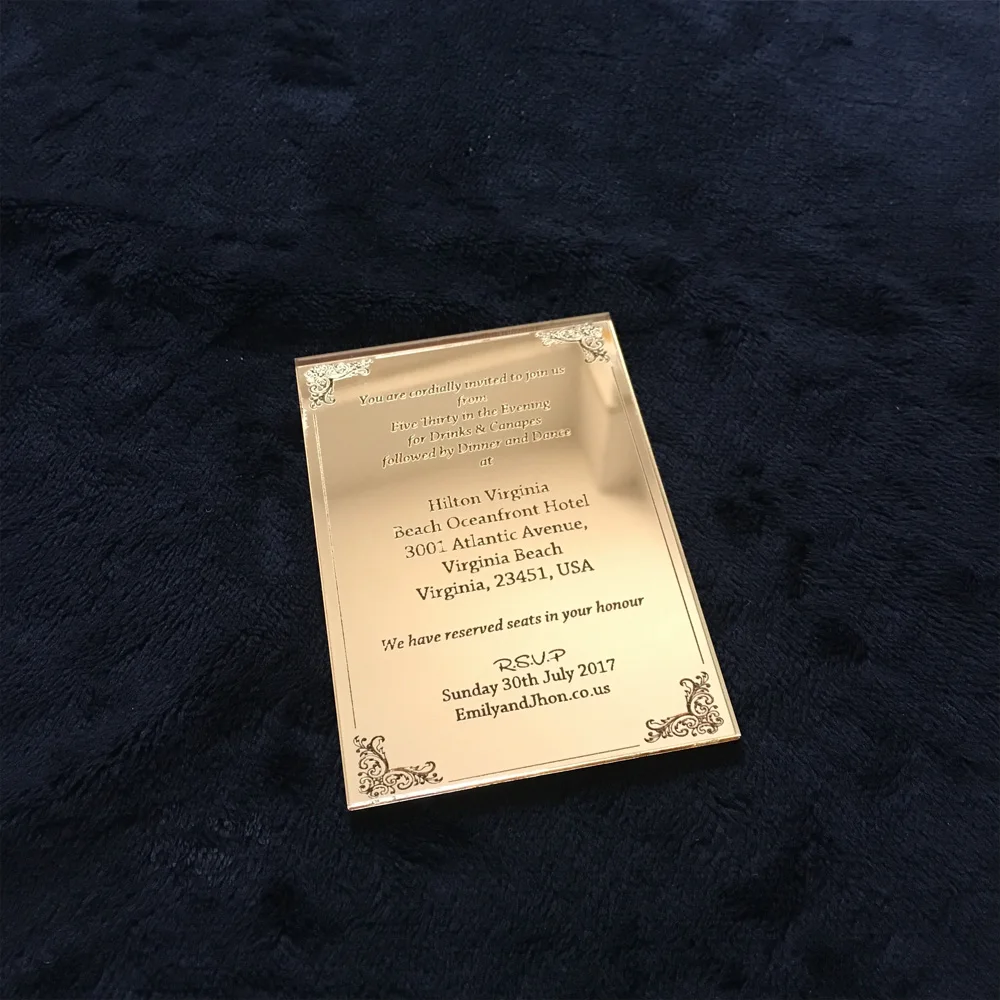 You are cordially invited to join us
from
Five Thirty in the Evening
for Drinks & Canapes
followed by Dinner and Dance
at
Hilton Virginia
Beach Oceanfront Hotel
3001 Atlantic Avenue,
Virginia Beach
Virginia, 23451, USA
We have reserved seats in your honour
R.S.V.P
Sunday 30th July 2017
EmilyandJhon.co.us